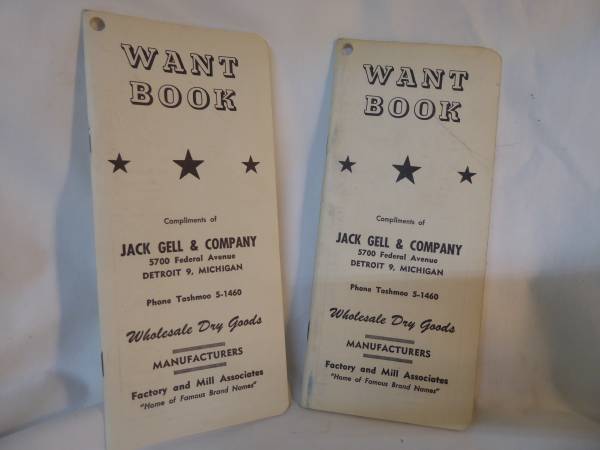 WANT
BOOK
Compliments of
JACK GELL & COMPANY
5700 Federal Avenue
DETROIT 9, MICHIGAN
Phone Tashmoo 5-1460
Wholesale Dry Goods
MANUFACTURERS
Factory and Mill Associates
"Home of Famous Brand Names"
WANT
BOOK
Compliments of
JACK GELL & COMPANY
5700 Federal Avenue
DETROIT 9, MICHIGAN
Phone Tashmoo 5-1460
Wholesale Dry Goods
MANUFACTURERS
Factory and Mill Associates
"Home of Famous Brand Names"